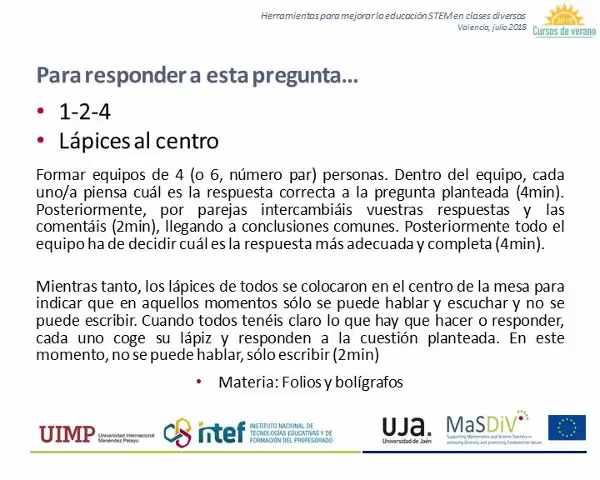 Herramientas para mejorar la educación STEM en clases diversas
Valencia, julio 2018
2018
Cursos de verano
Para responder a esta pregunta...
• 1-2-4
• Lápices al centro
Formar equipos de 4 (o 6, número par) personas. Dentro del equipo, cada
uno/a piensa cuál es la respuesta correcta a la pregunta planteada (4min).
Posteriormente, por parejas intercambiáis vuestras respuestas y las
comentáis (2min), llegando a conclusiones comunes. Posteriormente todo el
equipo ha de decidir cuál es la respuesta más adecuada y completa (4min).
Mientras tanto, los lápices de todos se colocaron en el centro de la mesa para
indicar que en aquellos momentos sólo se puede hablar y escuchar y no se
puede escribir. Cuando todos tenéis claro lo que hay que hacer o responder,
cada uno coge su lápiz y responden a la cuestión planteada. En este
momento, no se puede hablar, sólo escribir (2min)
• Materia: Folios y bolígrafos
UIMP
Universidad Internacional
Menéndez Pelayo
intef
INSTITUTO NACIONAL DE
TECNOLOGÍAS EDUCATIVAS Y DE
FORMACIÓN DEL PROFESORADO
UJa.
Universidad de Jaén
MaSDiV
Supporting Mathematics and Science Teachers in
addressing Diversity and promoting Fundamental Values